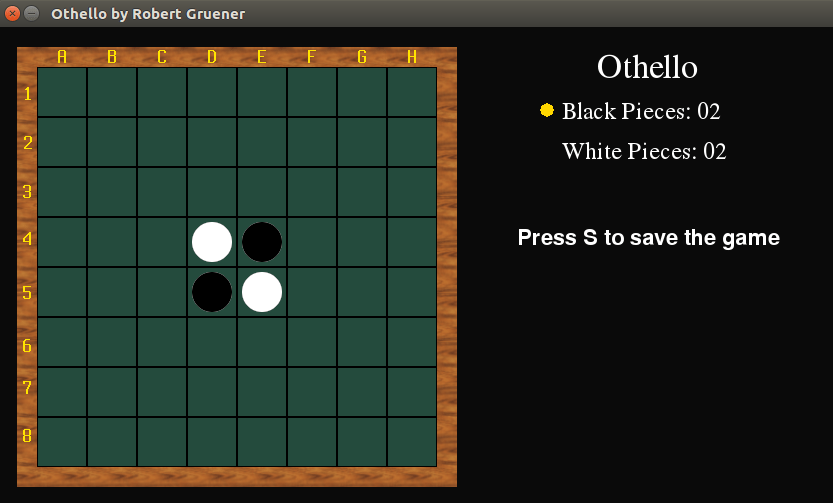 Othello by Robert Gruener
A B C D E F G H
1
2
3
4
5
6
7
8
Othello
Black Pieces: 02
White Pieces: 02
Press S to save the game